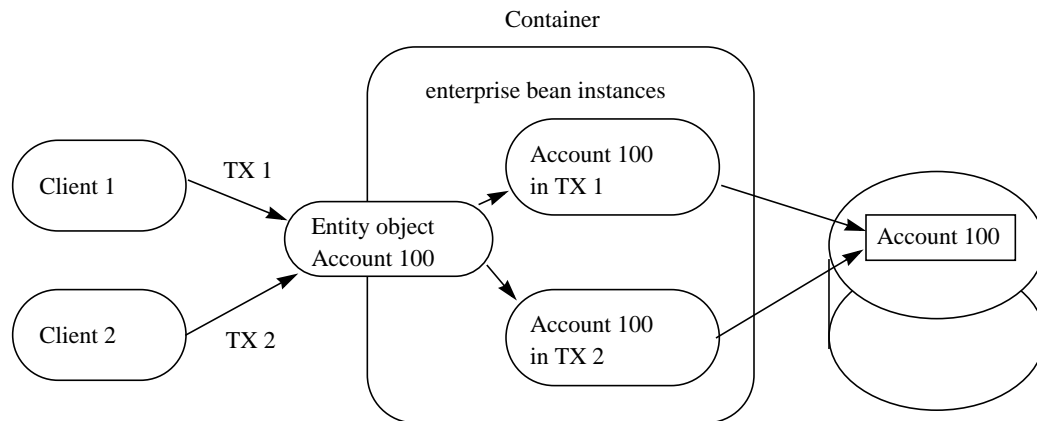 Container
enterprise bean instances
Client 1
TX 1
Entity object
Account 100
Account 100
in TX 1
Account 100
Client 2
TX 2
Account 100
in TX 2